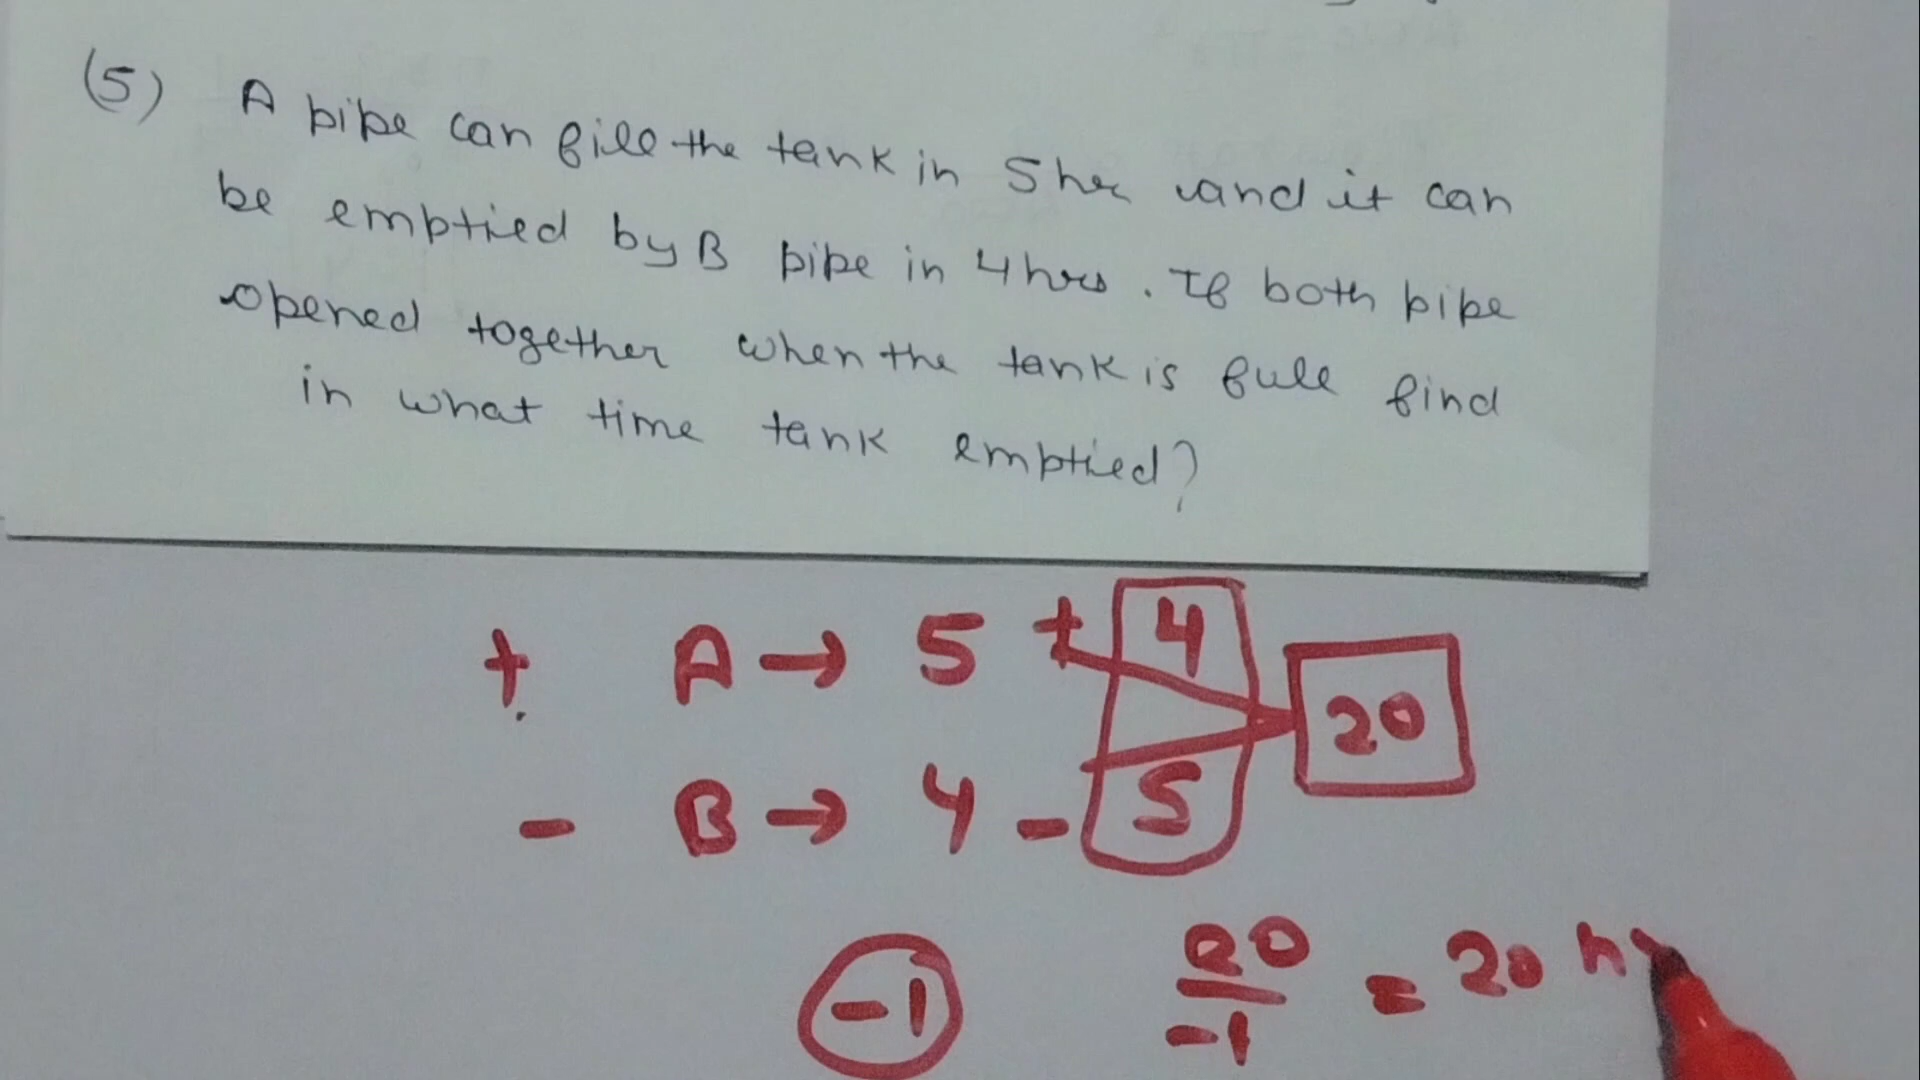 (5) A pipe can fill the tank in 5 hr and it can
be emptied by B pipe in 4 hrs. If both pipe
opened together when the tank is full find
in what time tank emptied?
+ A → 5 + 4
20
- B → 4 - 5
-1
20
-1
= 20 h